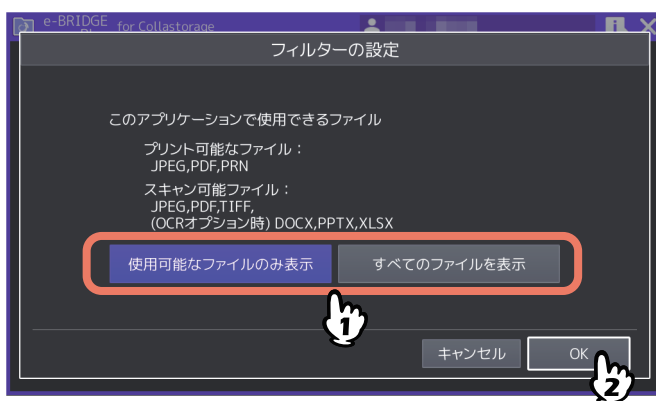 e-BRIDGE
for Collastorage
フィルターの設定
このアプリケーションで使用できるファイル
プリント可能なファイル：
JPEG,PDF,PRN
スキャン可能ファイル：
JPEG,PDF,TIFF,
(OCRオプション時) DOCX,PPTX,XLSX
使用可能なファイルのみ表示 すべてのファイルを表示
1
キャンセル OK
2